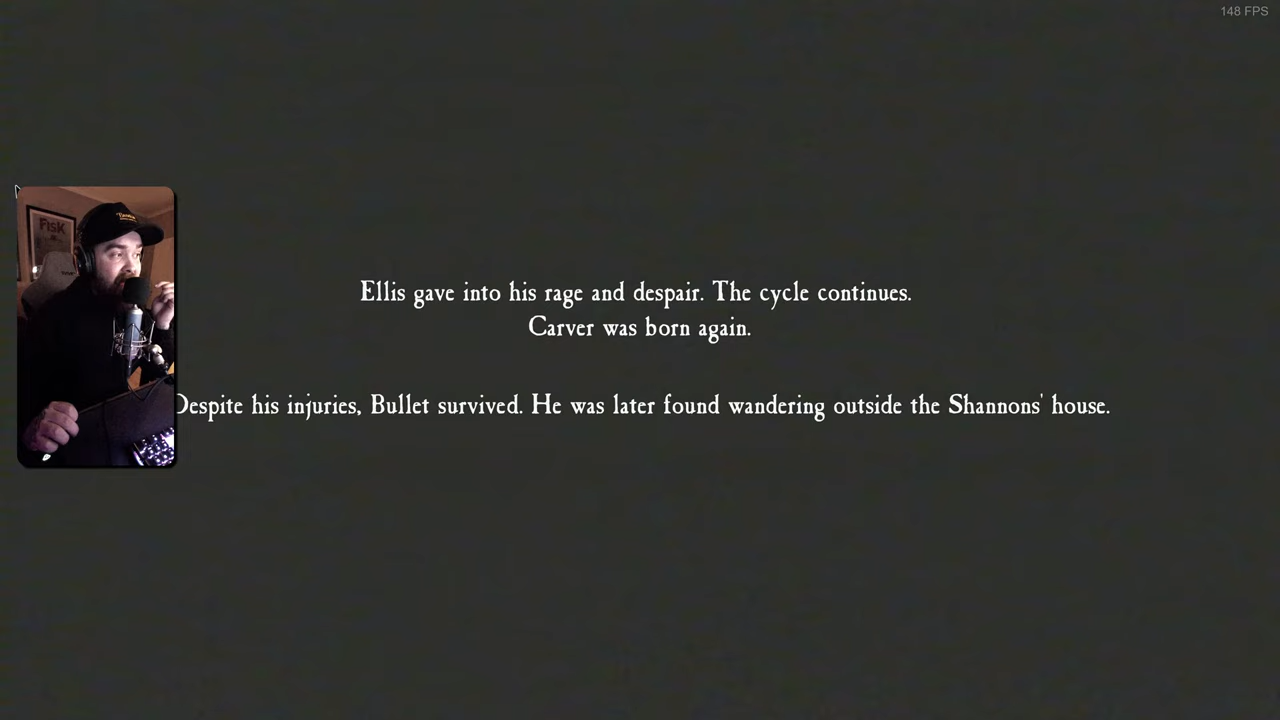 148 FPS
FISK
Ellis gave into his rage and despair. The cycle continues.
Carver was born again.
Despite his injuries, Bullet survived. He was later found wandering outside the Shannons' house.